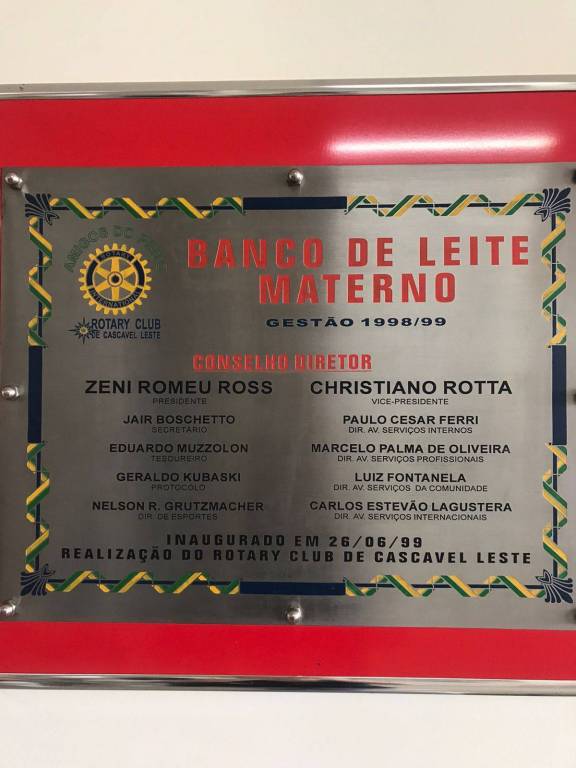 AMIGOS DO
ROTARY
INTERNATIONAL
ROTARY CLUB
DE CASCAVEL LESTE
BANCO DE LEITE
MATERNO
GESTÃO 1998/99
CONSELHO DIRETOR
ZENI ROMEU ROSS
PRESIDENTE
CHRISTIANO ROTTA
VICE-PRESIDENTE
JAIR BOSCHETTO
SECRETÁRIO
PAULO CESAR FERRI
DIR. AV. SERVIÇOS INTERNOS
EDUARDO MUZZOLON
TESOUREIRO
MARCELO PALMA DE OLIVEIRA
DIR. AV. SERVIÇOS PROFISSIONAIS
GERALDO KUBASKI
PROTOCOLO
LUIZ FONTANELA
DIR. AV. SERVIÇOS DA COMUNIDADE
NELSON R. GRUTZMACHER
DIR. DE ESPORTES
CARLOS ESTEVÃO LAGUSTERA
DIR. AV. SERVIÇOS INTERNACIONAIS
INAUGURADO EM 26/06/99
REALIZAÇÃO DO ROTARY CLUB DE CASCAVEL LESTE